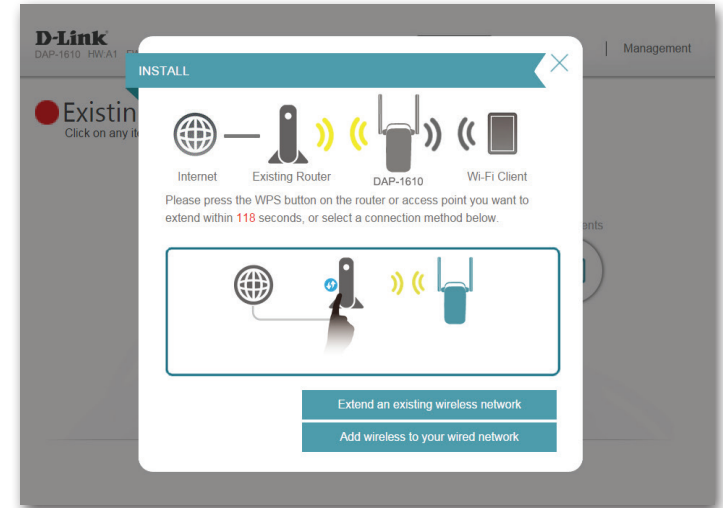 D-Link
DAP-1610 HW:A1
Management
INSTALL
Existin
Click on any
Internet Existing Router DAP-1610 Wi-Fi Client
Please press the WPS button on the router or access point you want to
extend within 118 seconds, or select a connection method below.
ents
Extend an existing wireless network
Add wireless to your wired network